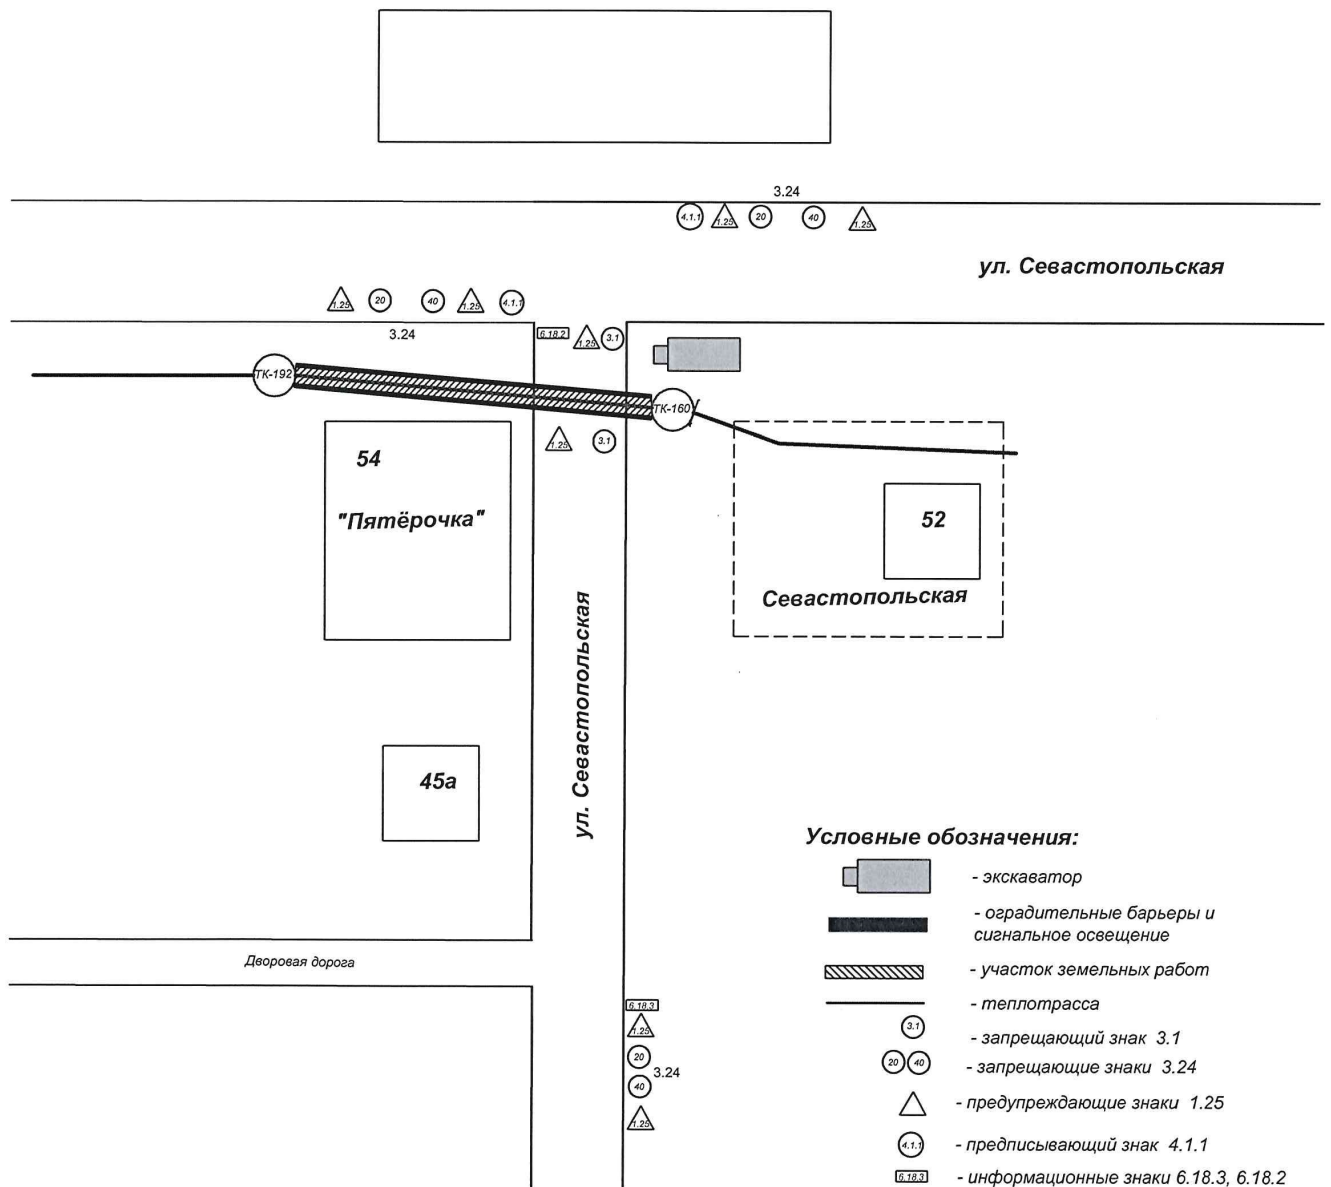 3.24
4.1.1 1.25 20 40 1.25
ул. Севастопольская
1.25 20 40 1.25 4.1.1
3.24
6.18.2 1.25 3.1
ТК-192
ТК-160
1.25 3.1
54
"Пятёрочка"
52
Севастопольская
ул. Севастопольская
45а
Дворовая дорога
6.18.3
1.25
20
3.24
40
1.25
Условные обозначения:
- экскаватор
- оградительные барьеры и
сигнальное освещение
- участок земельных работ
- теплотрасса
3.1 - запрещающий знак 3.1
20 40 - запрещающие знаки 3.24
- предупреждающие знаки 1.25
4.1.1 - предписывающий знак 4.1.1
6.18.3 - информационные знаки 6.18.3, 6.18.2